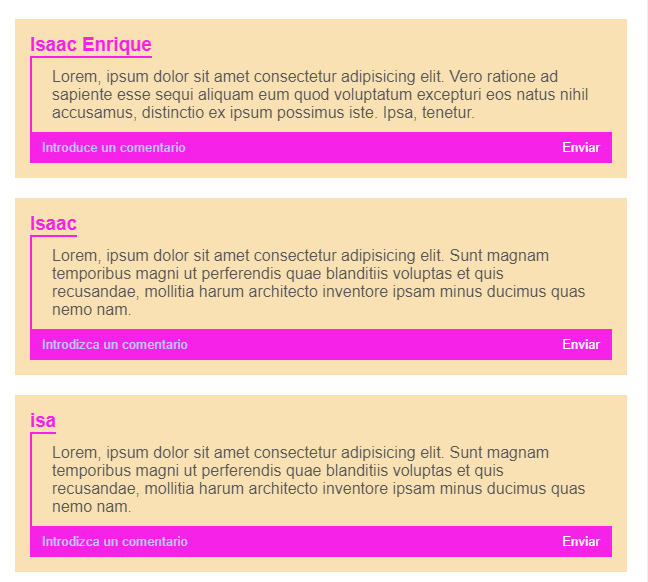 Isaac Enrique
Lorem, ipsum dolor sit amet consectetur adipisicing elit. Vero ratione ad
sapiente esse sequi aliquam eum quod voluptatum excepturi eos natus nihil
accusamus, distinctio ex ipsum possimus iste. Ipsa, tenetur.
Introduce un comentario Enviar
Isaac
Lorem, ipsum dolor sit amet consectetur adipisicing elit. Sunt magnam
temporibus magni ut perferendis quae blanditiis voluptas et quis
recusandae, mollitia harum architecto inventore ipsam minus ducimus quas
nemo nam.
Introdizca un comentario Enviar
isa
Lorem, ipsum dolor sit amet consectetur adipisicing elit. Sunt magnam
temporibus magni ut perferendis quae blanditiis voluptas et quis
recusandae, mollitia harum architecto inventore ipsam minus ducimus quas
nemo nam.
Introdizca un comentario Enviar